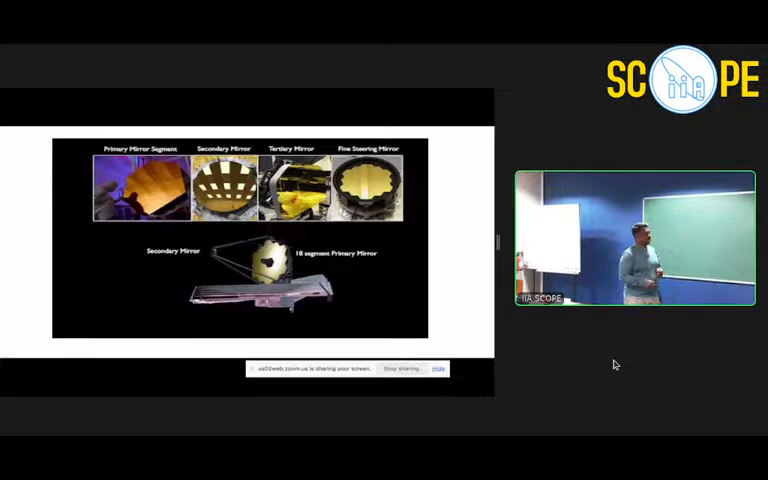 SC iiA PE
Primary Mirror Segment
Secondary Mirror
Tertiary Mirror
Fine Steering Mirror
Secondary Mirror
18 segment Primary Mirror
IIA SCOPE
us02web.zoom.us is sharing your screen.
Stop sharing
Hide